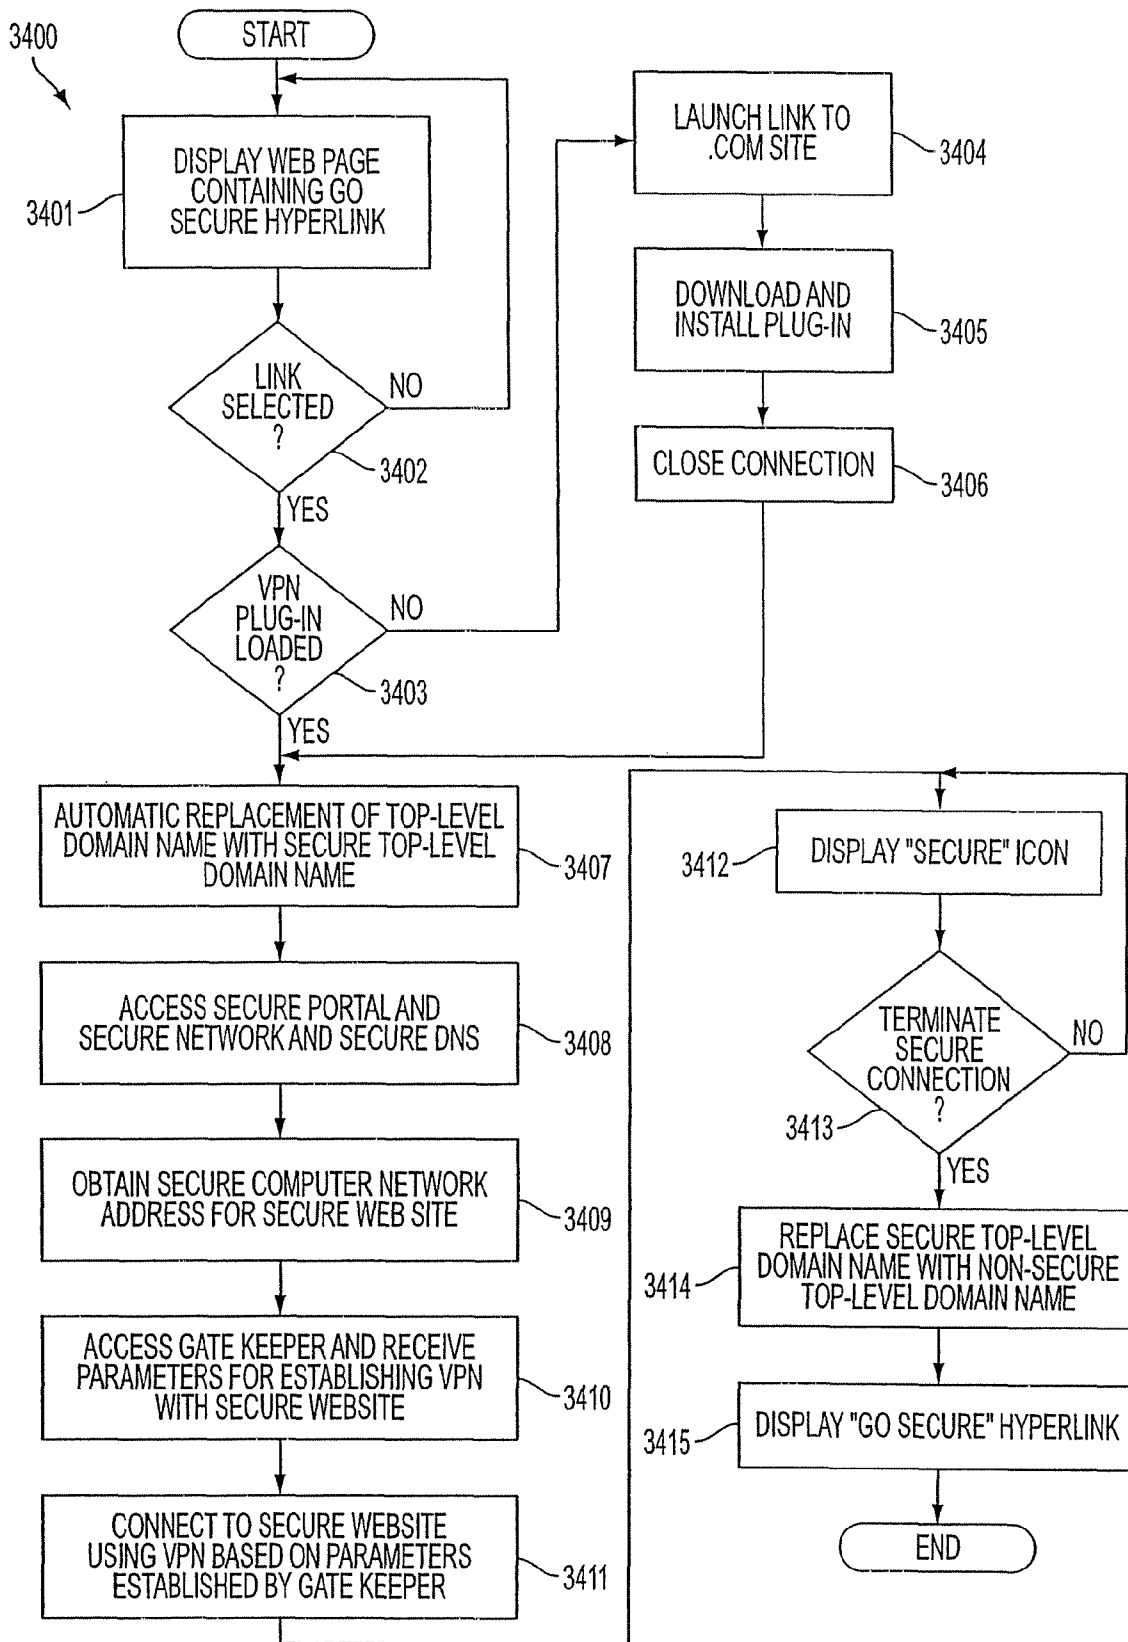 3400
START
DISPLAY WEB PAGE
CONTAINING GO
SECURE HYPERLINK
3401
LINK
SELECTED
?
NO
3402
YES
VPN
PLUG-IN
LOADED
?
NO
3403
YES
LAUNCH LINK TO
.COM SITE
3404
DOWNLOAD AND
INSTALL PLUG-IN
3405
CLOSE CONNECTION
3406
AUTOMATIC REPLACEMENT OF TOP-LEVEL
DOMAIN NAME WITH SECURE TOP-LEVEL
DOMAIN NAME
3407
ACCESS SECURE PORTAL AND
SECURE NETWORK AND SECURE DNS
3408
OBTAIN SECURE COMPUTER NETWORK
ADDRESS FOR SECURE WEB SITE
3409
ACCESS GATE KEEPER AND RECEIVE
PARAMETERS FOR ESTABLISHING VPN
WITH SECURE WEBSITE
3410
CONNECT TO SECURE WEBSITE
USING VPN BASED ON PARAMETERS
ESTABLISHED BY GATE KEEPER
3411
3412
DISPLAY "SECURE" ICON
TERMINATE
SECURE
CONNECTION
?
NO
3413
YES
REPLACE SECURE TOP-LEVEL
DOMAIN NAME WITH NON-SECURE
TOP-LEVEL DOMAIN NAME
3414
DISPLAY "GO SECURE" HYPERLINK
3415
END